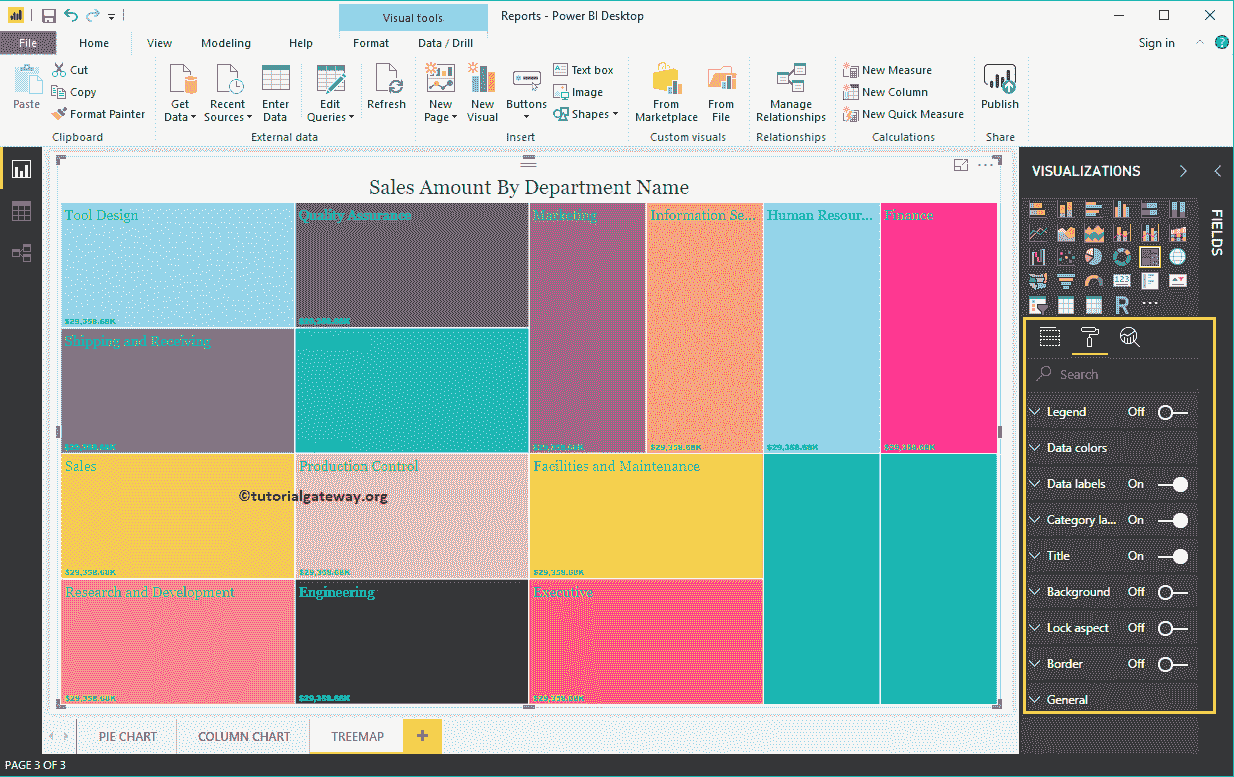 Visual tools
Reports - Power BI Desktop
File Home View Modeling Help Format Data / Drill
Sign in
Paste
Cut
Copy
Format Painter
Clipboard
Get Data
Recent Sources
Enter Data
Edit Queries
External data
Refresh
New Page
New Visual
Buttons
Text box
Image
Shapes
Insert
From Marketplace
From File
Custom visuals
Manage Relationships
Relationships
New Measure
New Column
New Quick Measure
Calculations
Publish
Share
Sales Amount By Department Name
Tool Design
$29,358.68K
Quality Assurance
$29,358.68K
Marketing
$29,358.68K
Information Se...
$29,358.68K
Human Resour...
$29,358.68K
Finance
$29,358.68K
Shipping and Receiving
$29,358.68K
Sales
$29,358.68K
Production Control
$29,358.68K
Facilities and Maintenance
$29,358.68K
©tutorialgateway.org
Research and Development
$29,358.68K
Engineering
$29,358.68K
Executive
$29,358.68K
VISUALIZATIONS
FIELDS
123
R
Search
Legend Off
Data colors
Data labels On
Category la... On
Title On
Background Off
Lock aspect Off
Border Off
General
PIE CHART COLUMN CHART TREEMAP +
PAGE 3 OF 3